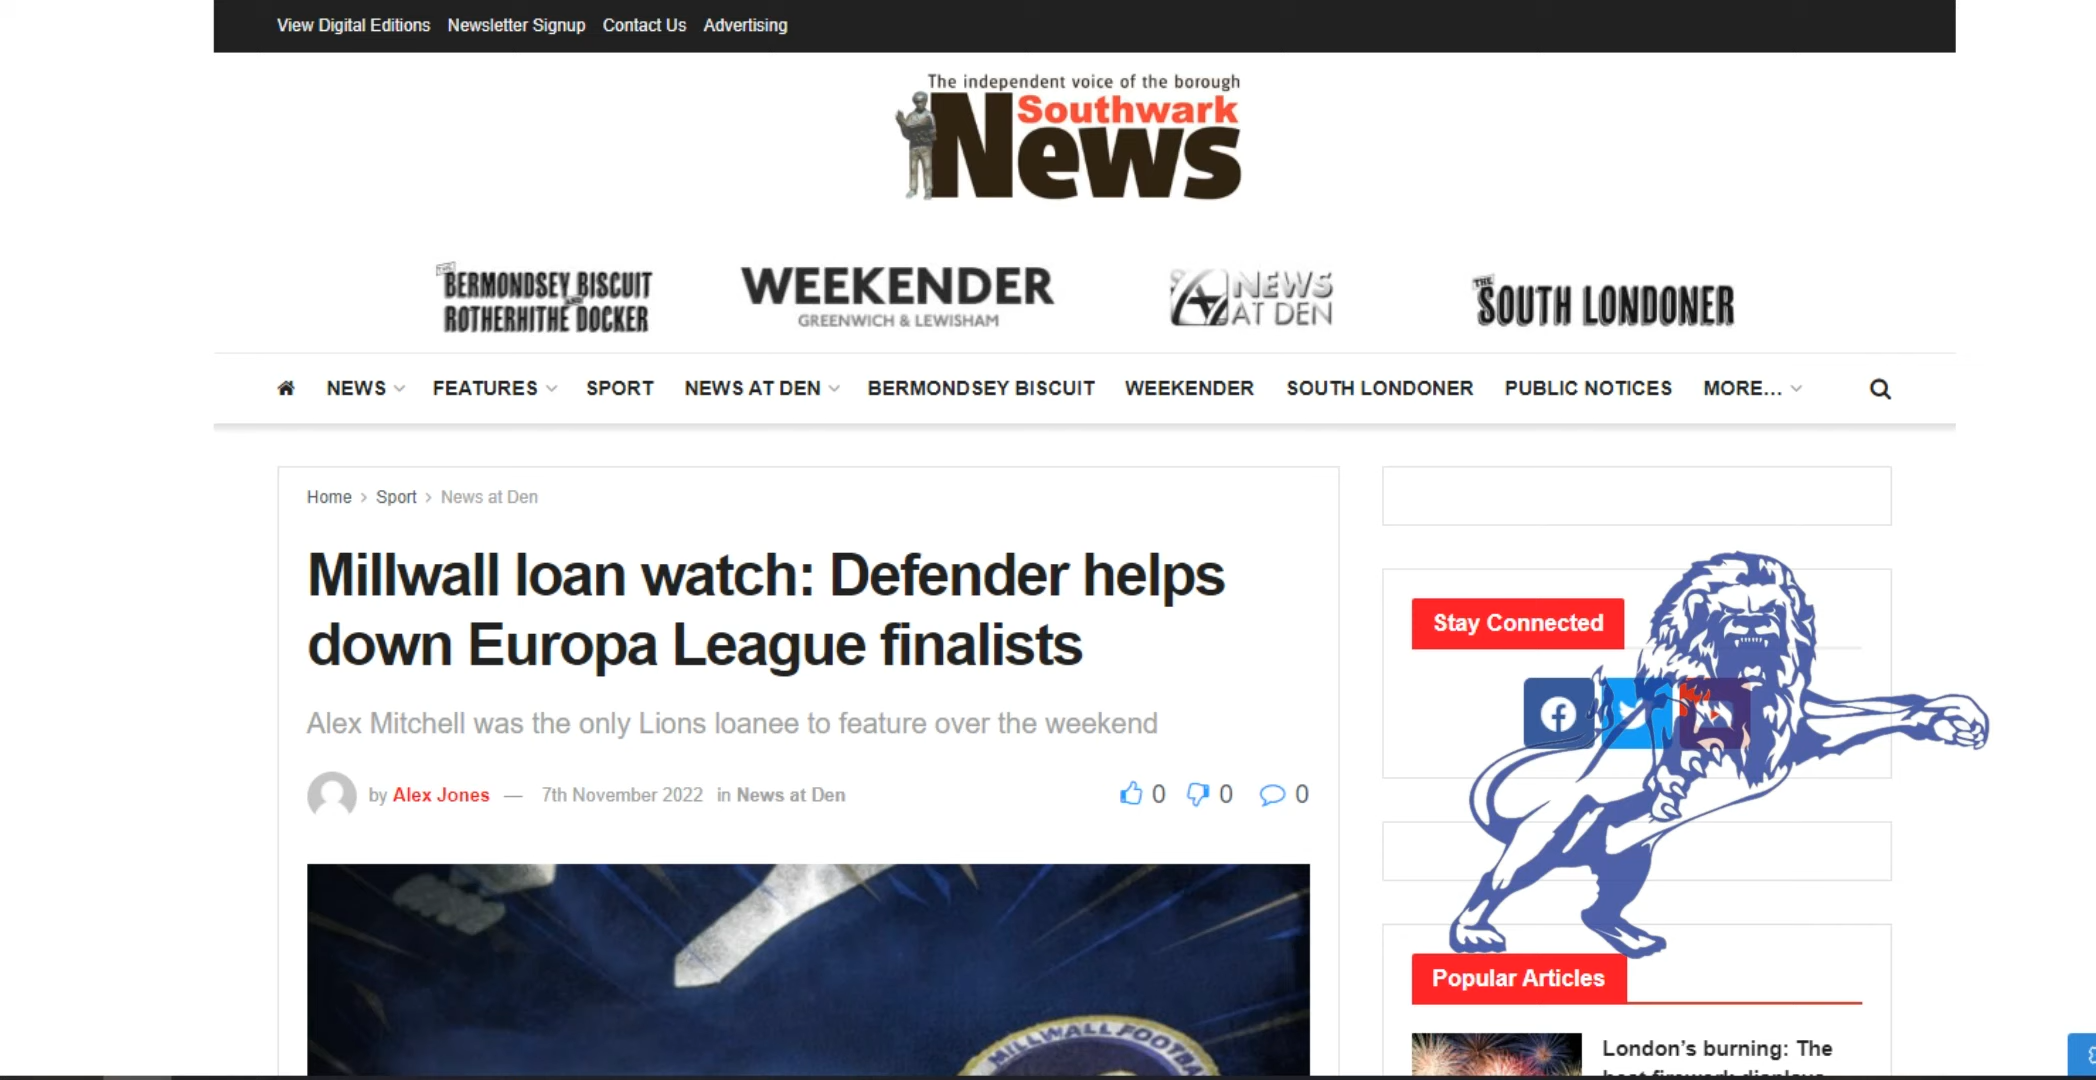 View Digital Editions Newsletter Signup Contact Us Advertising
The independent voice of the borough
Southwark
News
THE
BERMONDSEY BISCUIT
AND
ROTHERHITHE DOCKER
WEEKENDER
GREENWICH & LEWISHAM
NEWS
AT DEN
THE
SOUTH LONDONER
NEWS FEATURES SPORT NEWS AT DEN BERMONDSEY BISCUIT WEEKENDER SOUTH LONDONER PUBLIC NOTICES MORE...
Home > Sport > News at Den
Millwall loan watch: Defender helps
down Europa League finalists
Alex Mitchell was the only Lions loanee to feature over the weekend
by Alex Jones — 7th November 2022 in News at Den
0 0 0
MILLWALL
Stay Connected
Popular Articles
London's burning: The